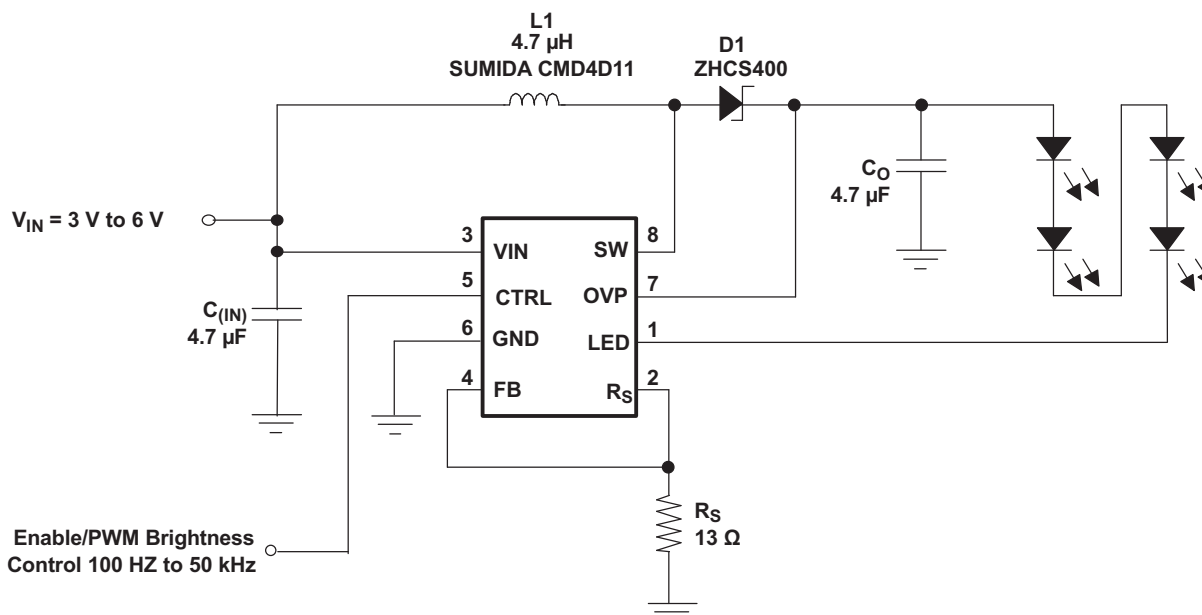 L1
4.7 µH
SUMIDA CMD4D11
D1
ZHCS400
CO
4.7 µF
VIN = 3 V to 6 V
3
VIN
SW
8
5
CTRL
OVP
7
C(IN)
4.7 µF
6
GND
LED
1
4
FB
RS
2
RS
13 Ω
Enable/PWM Brightness
Control 100 HZ to 50 kHz